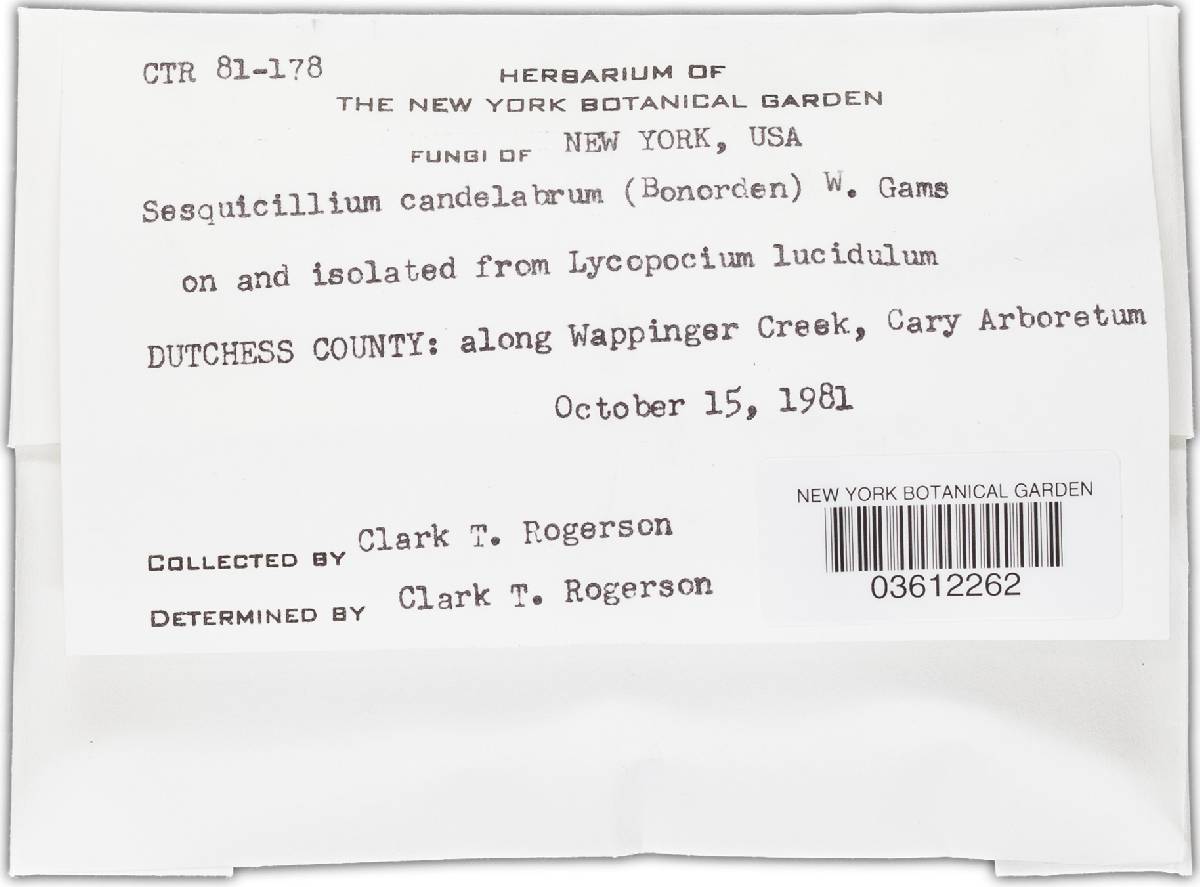 CTR 81-178
HERBARIUM OF
THE NEW YORK BOTANICAL GARDEN
FUNGI OF NEW YORK, USA
Sesquicillium candelabrum (Bonorden) W. Gams
on and isolated from Lycopocium lucidulum
DUTCHESS COUNTY: along Wappinger Creek, Cary Arboretum
October 15, 1981
COLLECTED BY Clark T. Rogerson
DETERMINED BY Clark T. Rogerson
NEW YORK BOTANICAL GARDEN
03612262